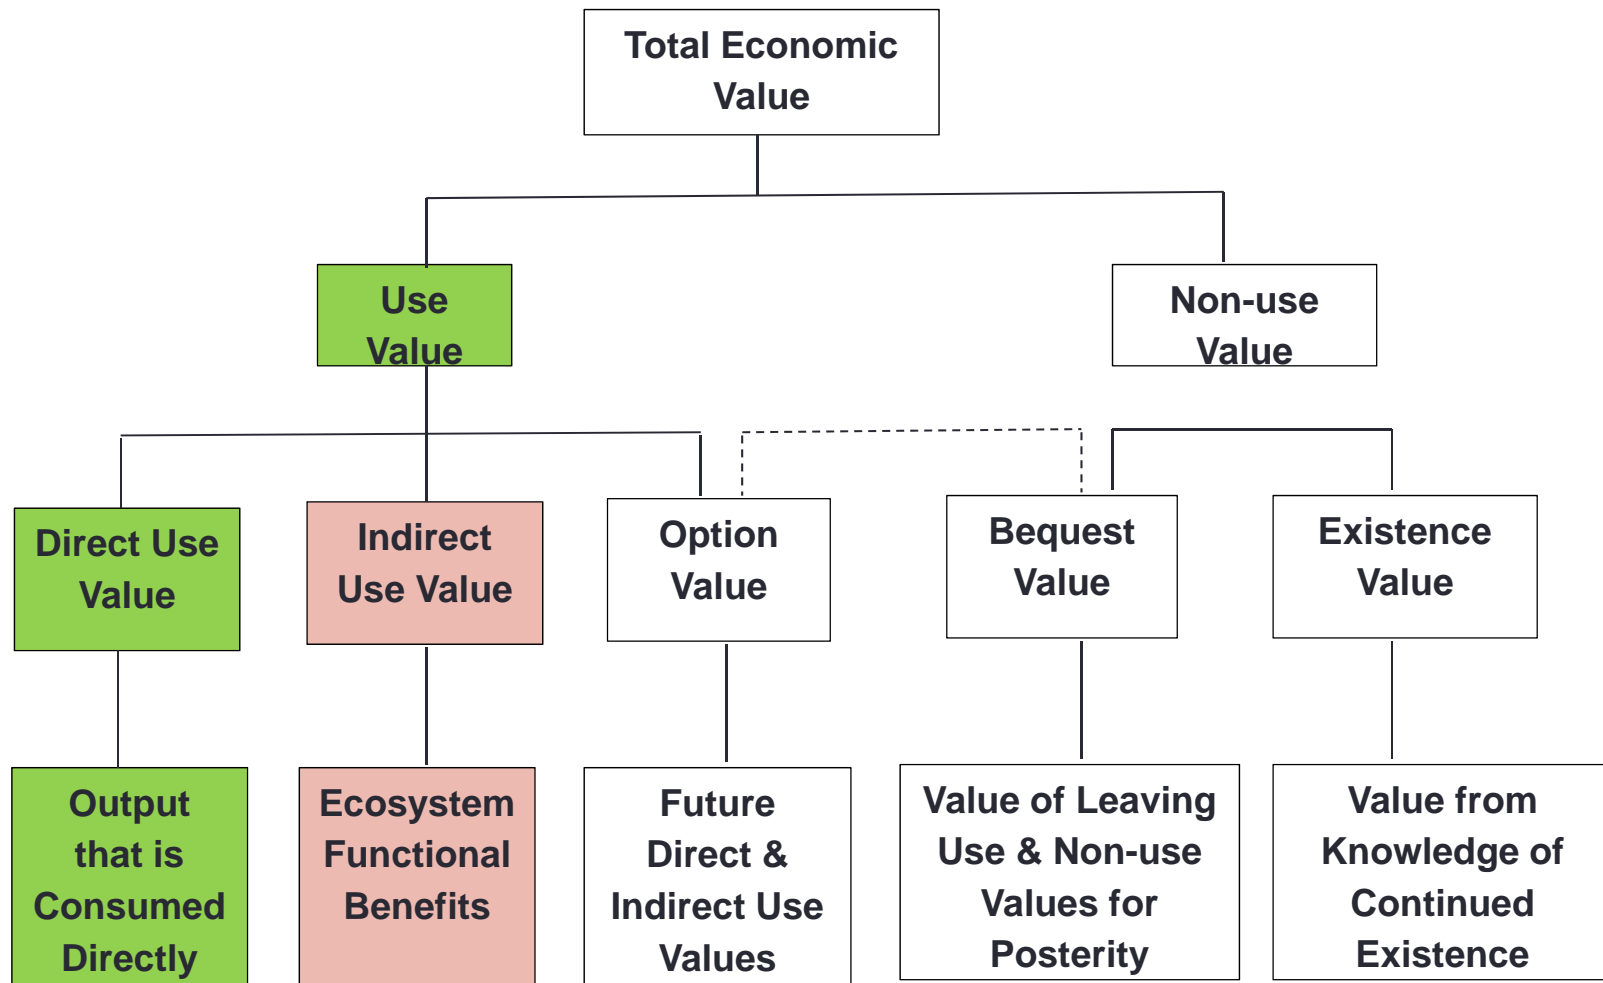 Total Economic
Value
Use
Value
Non-use
Value
Direct Use
Value
Indirect
Use Value
Option
Value
Bequest
Value
Existence
Value
Output
that is
Consumed
Directly
Ecosystem
Functional
Benefits
Future
Direct &
Indirect Use
Values
Value of Leaving
Use & Non-use
Values for
Posterity
Value from
Knowledge of
Continued
Existence